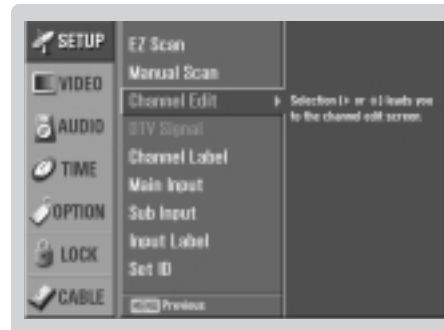 SETUP
VIDEO
AUDIO
TIME
OPTION
LOCK
CABLE
EZ Scan
Manual Scan
Channel Edit
DTV Signal
Channel Label
Main Input
Sub Input
Input Label
Set ID
MENU Previous
Selection ( or ) leads you
to the channel edit screen.